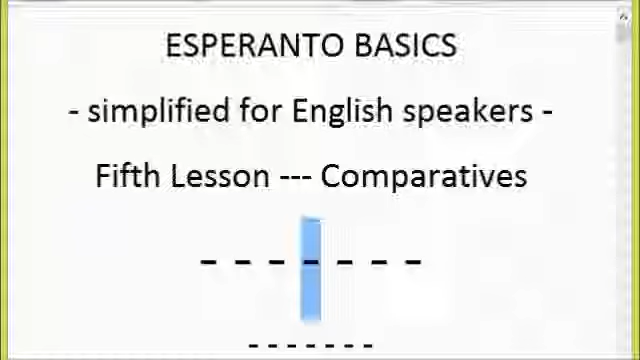 ESPERANTO BASICS
- simplified for English speakers -
Fifth Lesson --- Comparatives
- - - - - - -
- - - - - - -